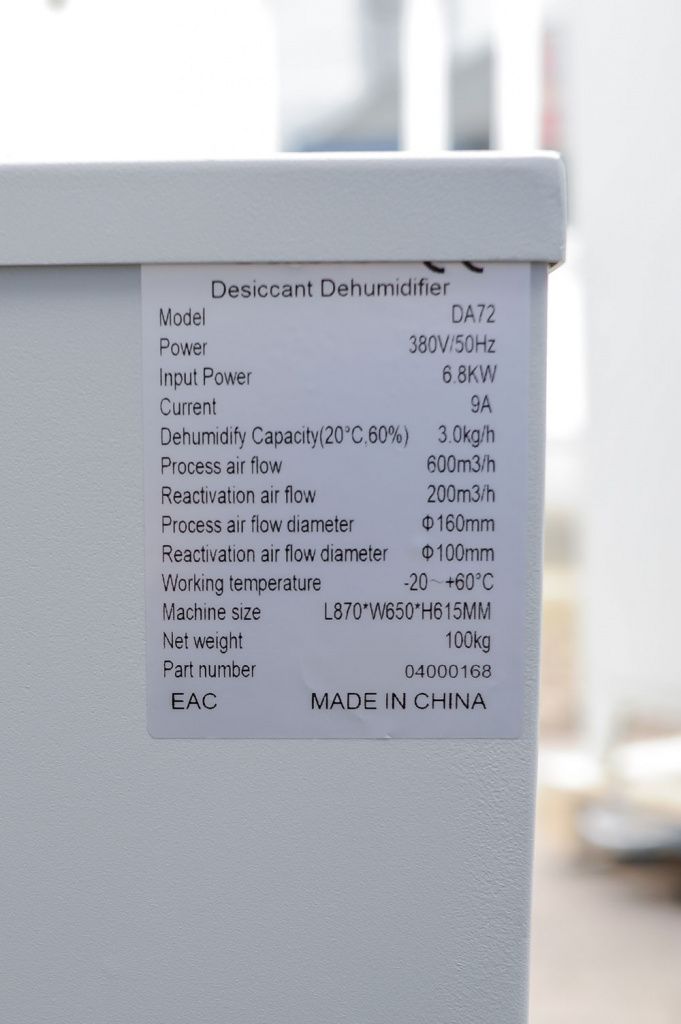 Desiccant Dehumidifier
Model DA72
Power 380V/50Hz
Input Power 6.8KW
Current 9A
Dehumidify Capacity(20°C,60%) 3.0kg/h
Process air flow 600m3/h
Reactivation air flow 200m3/h
Process air flow diameter Φ160mm
Reactivation air flow diameter Φ100mm
Working temperature -20~+60°C
Machine size L870*W650*H615MM
Net weight 100kg
Part number 04000168
EAC MADE IN CHINA